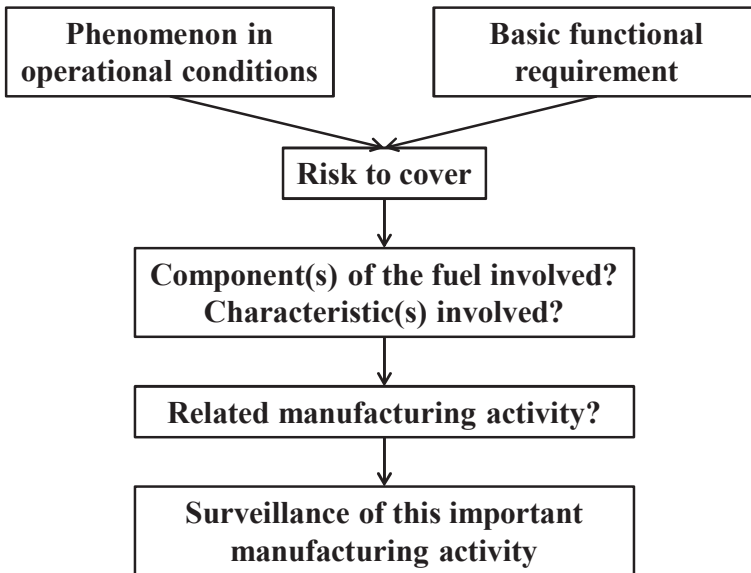 Phenomenon in
operational conditions
Basic functional
requirement
Risk to cover
Component(s) of the fuel involved?
Characteristic(s) involved?
Related manufacturing activity?
Surveillance of this important
manufacturing activity